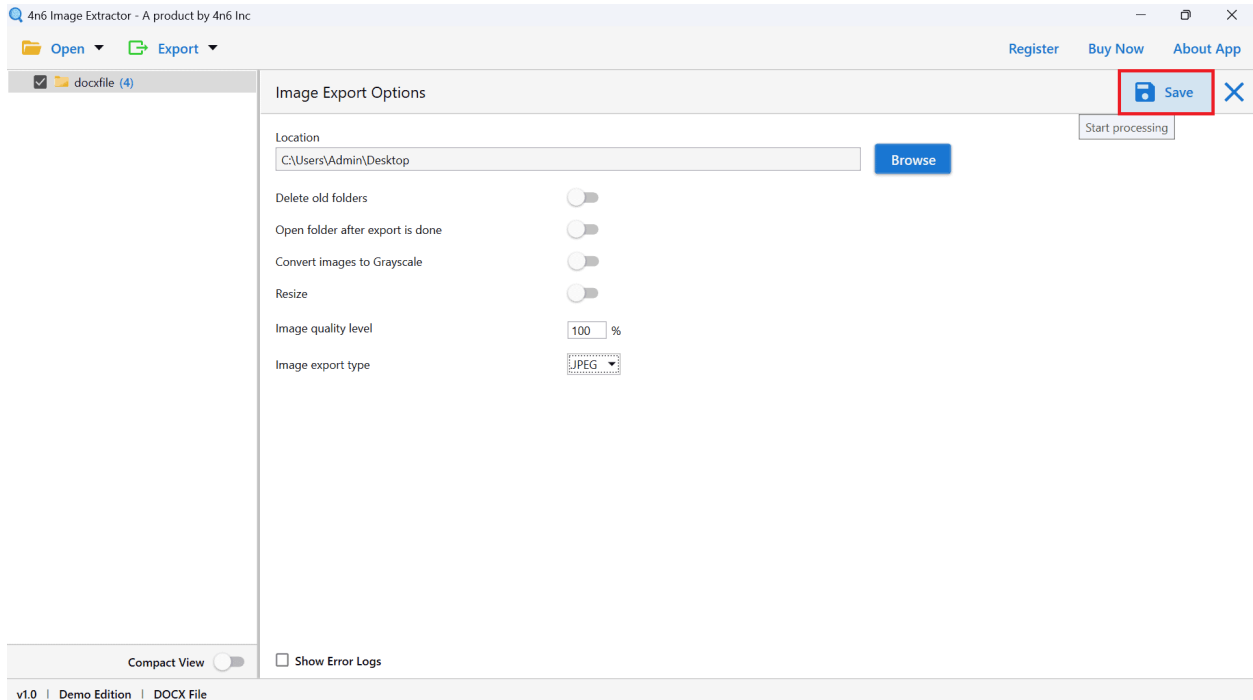 4n6 Image Extractor - A product by 4n6 Inc
Open Export Register Buy Now About App
docxfile (4)
Image Export Options
Save
Start processing
Location
C:\Users\Admin\Desktop
Browse
Delete old folders
Open folder after export is done
Convert images to Grayscale
Resize
Image quality level 100 %
Image export type JPEG
Compact View
Show Error Logs
v1.0 | Demo Edition | DOCX File